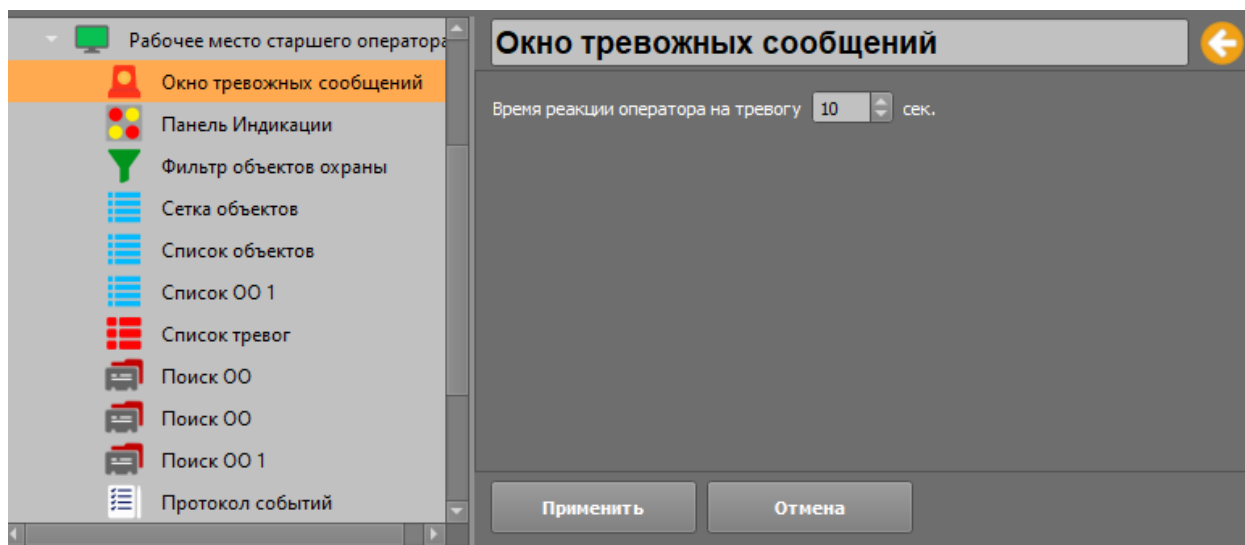 Рабочее место старшего оператора
Окно тревожных сообщений
Панель Индикации
Фильтр объектов охраны
Сетка объектов
Список объектов
Список ОО 1
Список тревог
Поиск ОО
Поиск ОО
Поиск ОО 1
Протокол событий
Окно тревожных сообщений
Время реакции оператора на тревогу 10 сек.
Применить Отмена